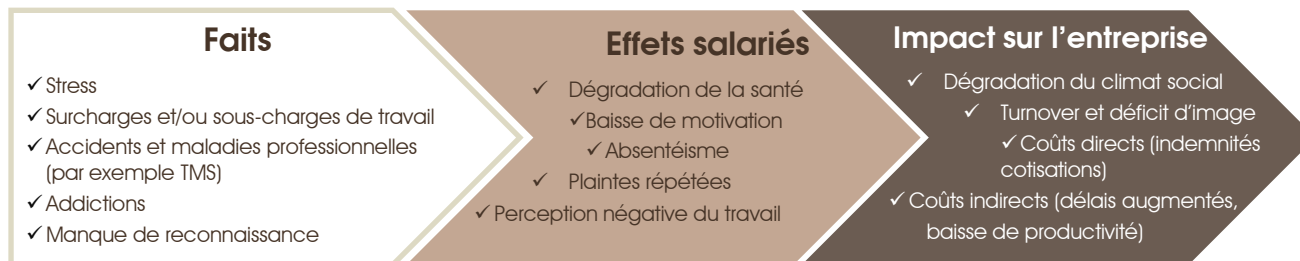 Faits
✓ Stress
✓ Surcharges et/ou sous-charges de travail
✓ Accidents et maladies professionnelles
(par exemple TMS)
✓ Addictions
✓ Manque de reconnaissance
Effets salariés
✓ Dégradation de la santé
✓ Baisse de motivation
✓ Absentéisme
✓ Plaintes répétées
✓ Perception négative du travail
Impact sur l’entreprise
✓ Dégradation du climat social
✓ Turnover et déficit d’image
✓ Coûts directs (indemnités
cotisations)
✓ Coûts indirects (délais augmentés,
baisse de productivité)